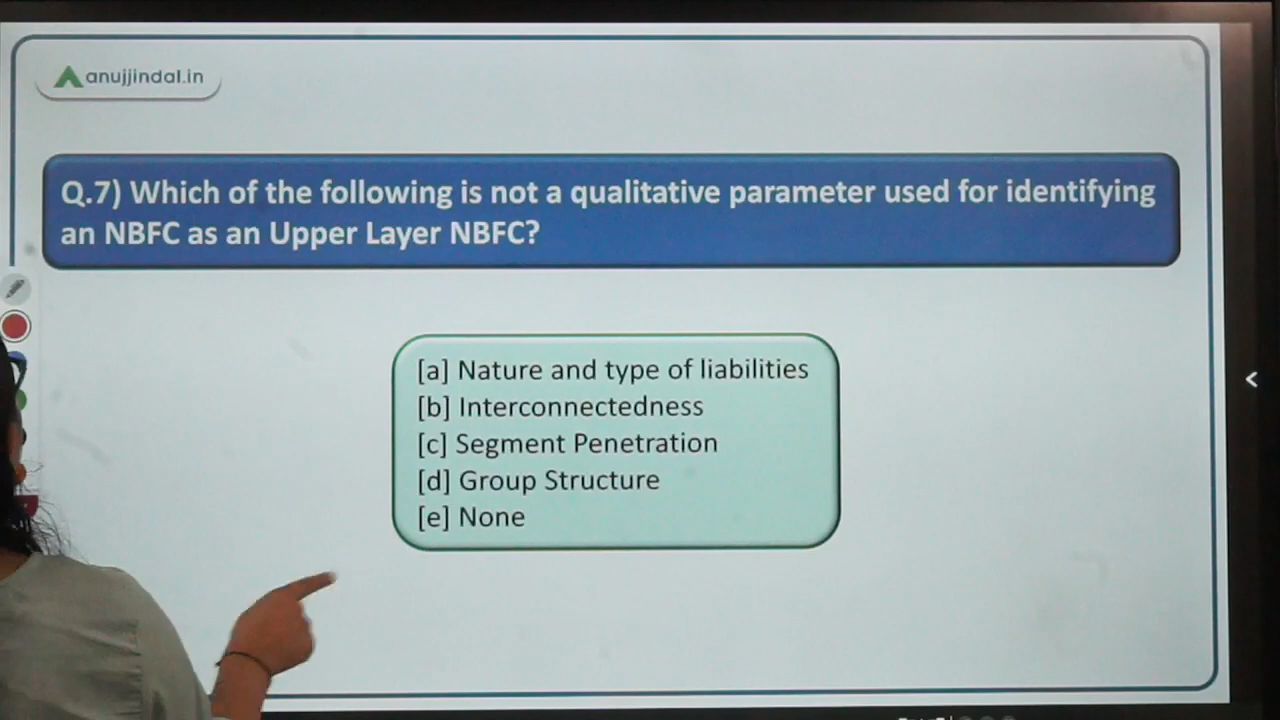 anujjindal.in
Q.7) Which of the following is not a qualitative parameter used for identifying
an NBFC as an Upper Layer NBFC?
[a] Nature and type of liabilities
[b] Interconnectedness
[c] Segment Penetration
[d] Group Structure
[e] None